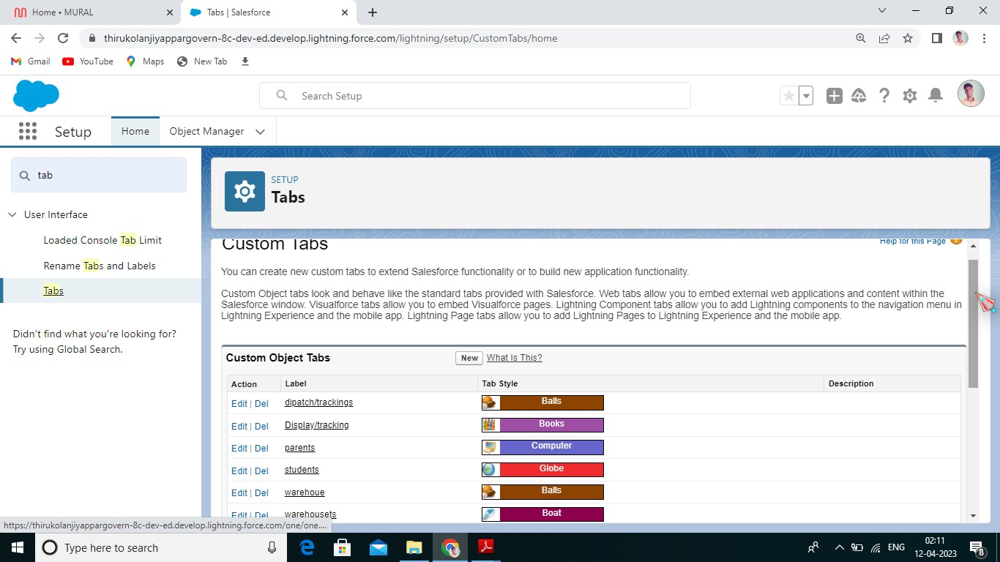 Home • MURAL
Tabs | Salesforce
thirukolanjiyappargovern-8c-dev-ed.develop.lightning.force.com/lightning/setup/CustomTabs/home
Gmail YouTube Maps New Tab
Search Setup
Setup Home Object Manager
tab
User Interface
Loaded Console Tab Limit
Rename Tabs and Labels
Tabs
Didn't find what you're looking for?
Try using Global Search.
SETUP
Tabs
Custom Tabs
Help for this Page
You can create new custom tabs to extend Salesforce functionality or to build new application functionality.
Custom Object tabs look and behave like the standard tabs provided with Salesforce. Web tabs allow you to embed external web applications and content within the
Salesforce window. Visualforce tabs allow you to embed Visualforce pages. Lightning Component tabs allow you to add Lightning components to the navigation menu in
Lightning Experience and the mobile app. Lightning Page tabs allow you to add Lightning Pages to Lightning Experience and the mobile app.
Custom Object Tabs New What Is This?
Action Label Tab Style Description
Edit | Del dipatch/trackings Balls
Edit | Del Display/tracking Books
Edit | Del parents Computer
Edit | Del students Globe
Edit | Del warehoue Balls
Edit | Del warehousets Boat
https://thirukolanjiyappargovern-8c-dev-ed.develop.lightning.force.com/one/one....
Type here to search
ENG
02:11
12-04-2023
8